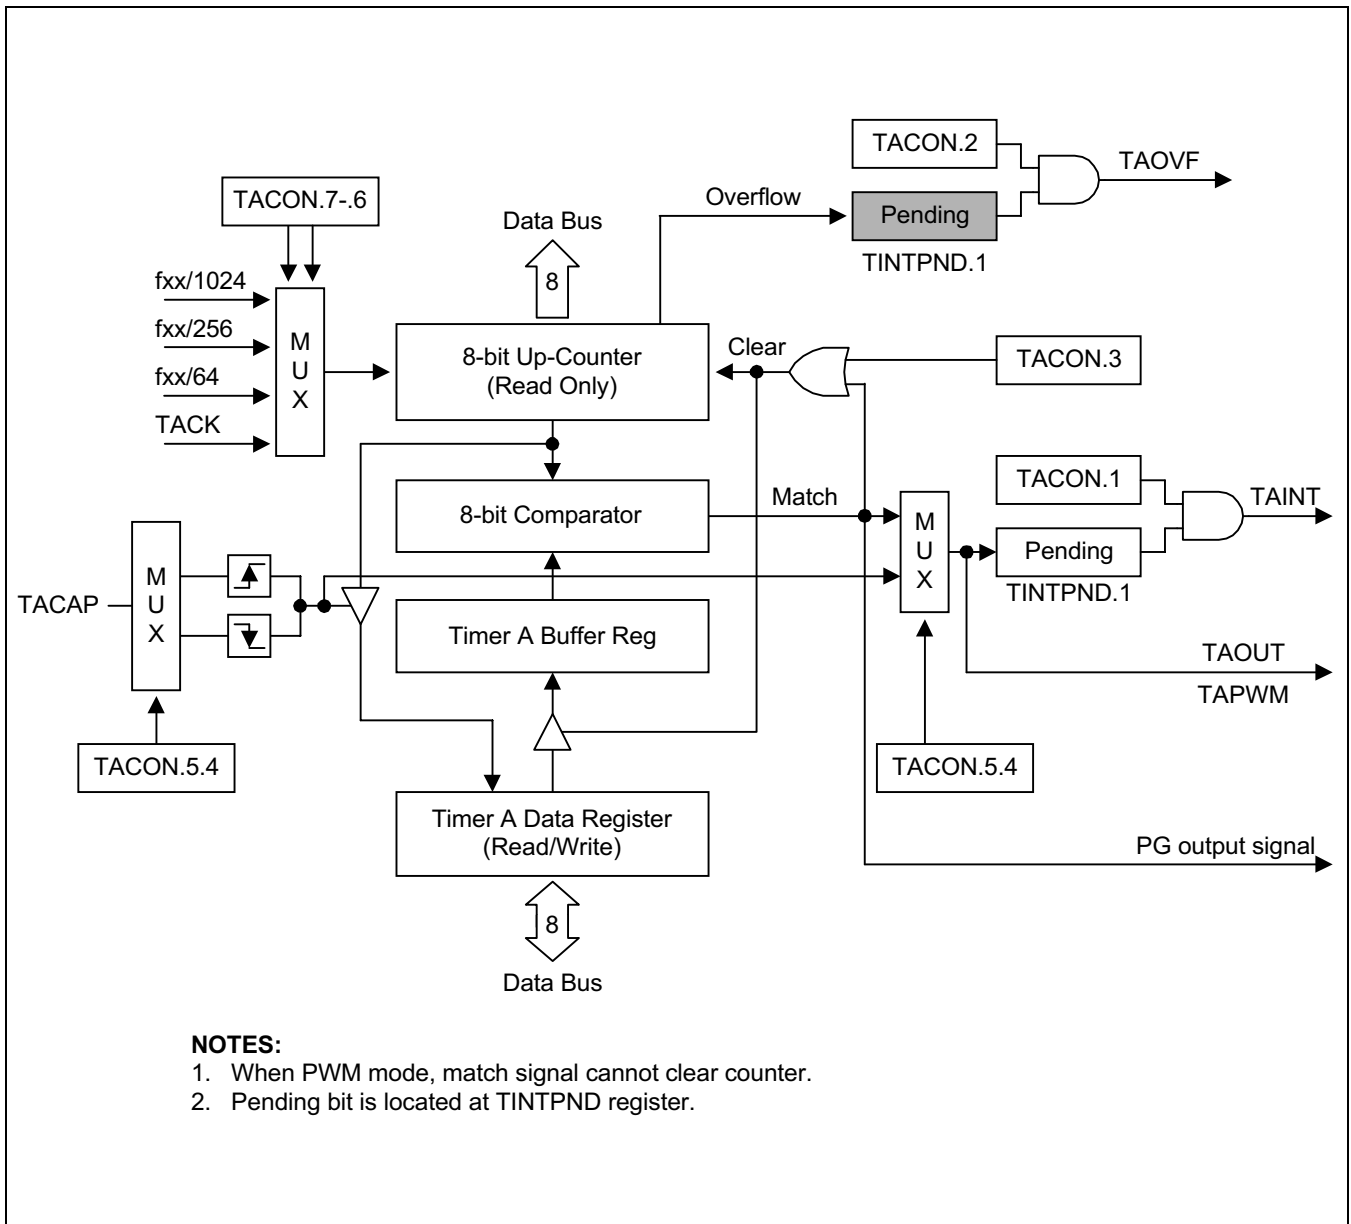 TACON.2
TAOVF
TACON.7-.6
Overflow
Pending
Data Bus
TINTPND.1
8
fxx/1024
fxx/256
fxx/64
TACK
M
U
X
8-bit Up-Counter
(Read Only)
Clear
TACON.3
TACON.1
TAINT
8-bit Comparator
Match
M
U
X
Pending
TINTPND.1
TACAP
M
U
X
Timer A Buffer Reg
TAOUT
TAPWM
TACON.5.4
TACON.5.4
Timer A Data Register
(Read/Write)
PG output signal
8
Data Bus
NOTES:
1. When PWM mode, match signal cannot clear counter.
2. Pending bit is located at TINTPND register.